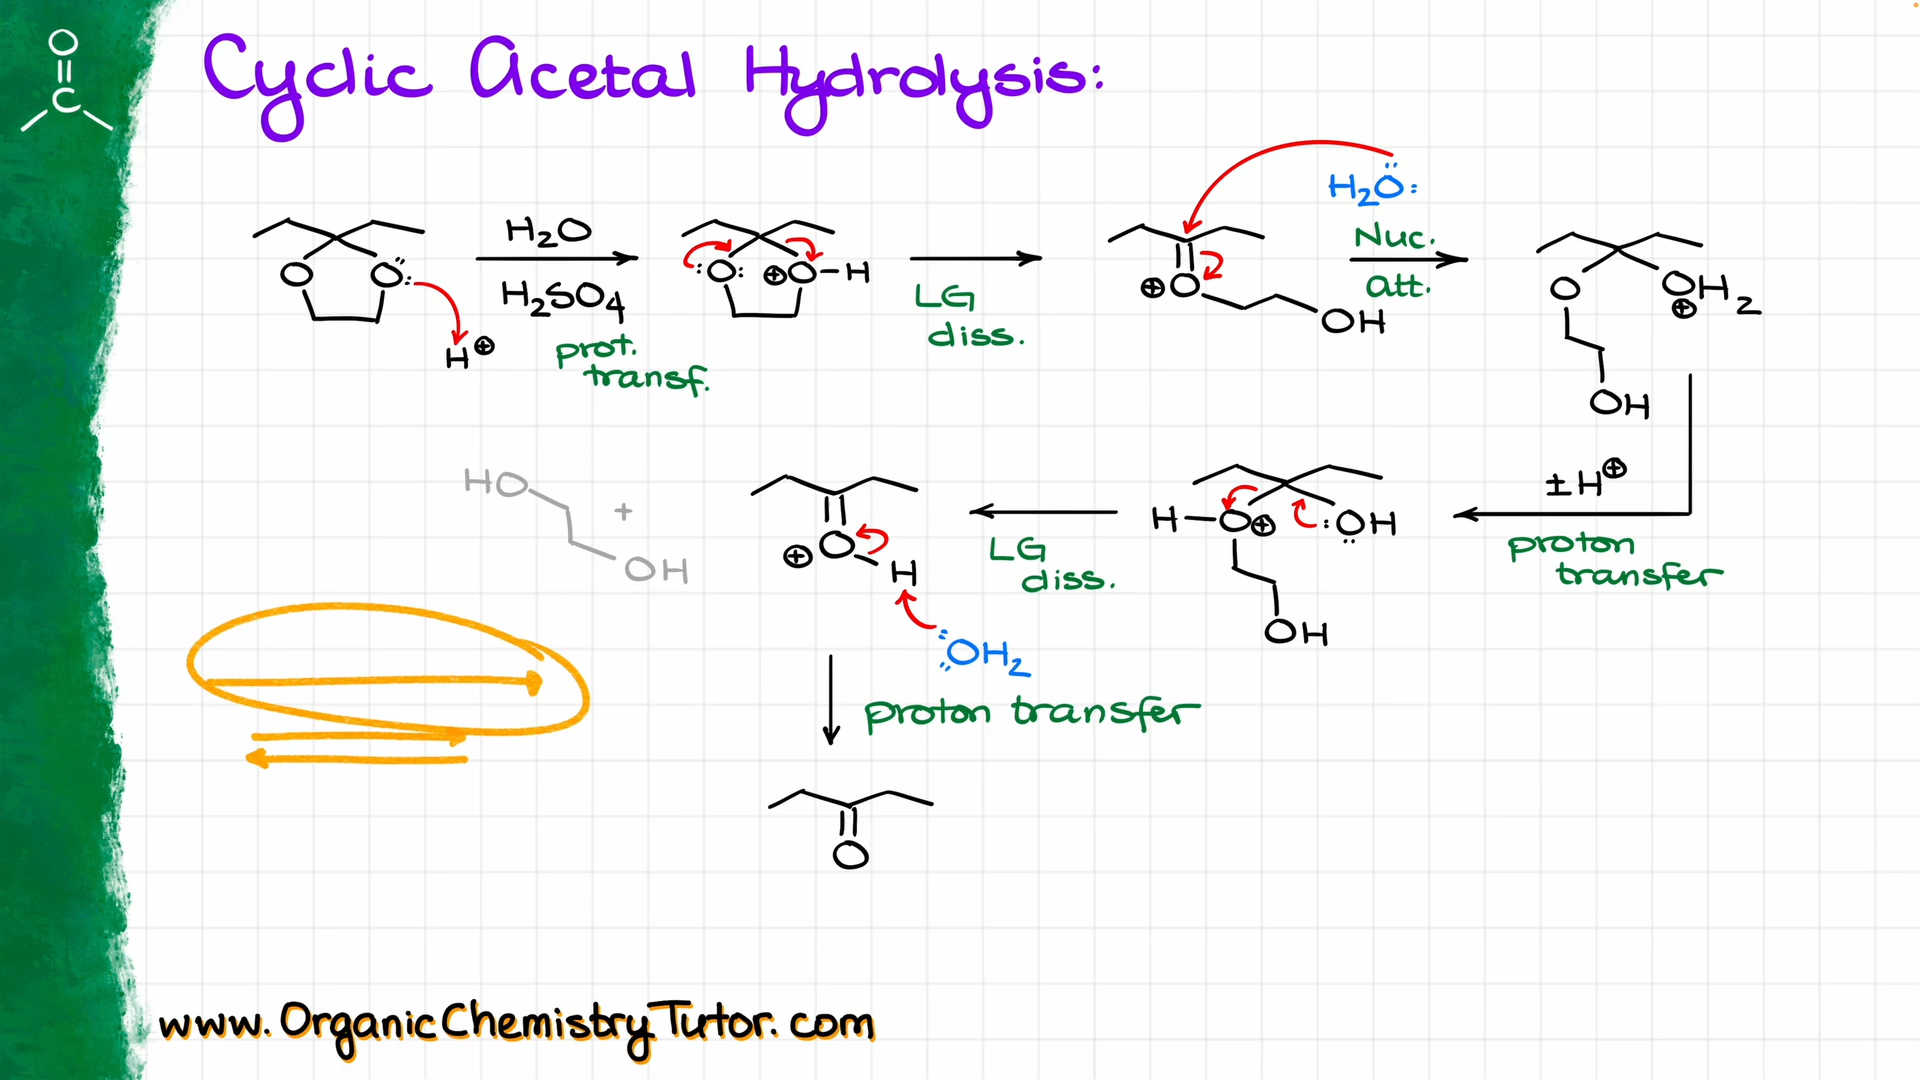 O
C
Cyclic Acetal Hydrolysis:
O O: H⊕
H₂O
H₂SO₄
prot.
transf.
:O: ⊕O-H
LG
diss.
⊕O
OH
H₂O:
Nuc.
att.
O OH₂
⊕
OH
±H⊕
proton
transfer
H-O⊕ :OH
OH
LG
diss.
HO
+
OH
⊕ O
H
:OH₂
proton transfer
O
www.OrganicChemistryTutor.com